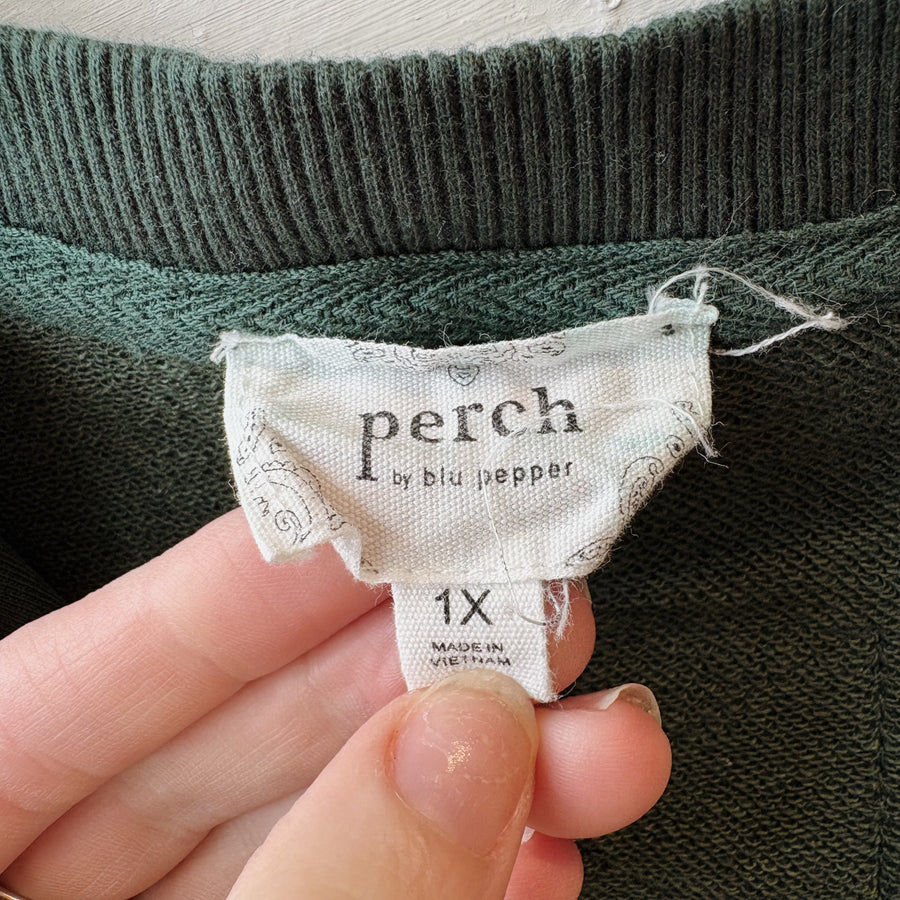 perch
by blu pepper
1X
MADE IN
VIETNAM